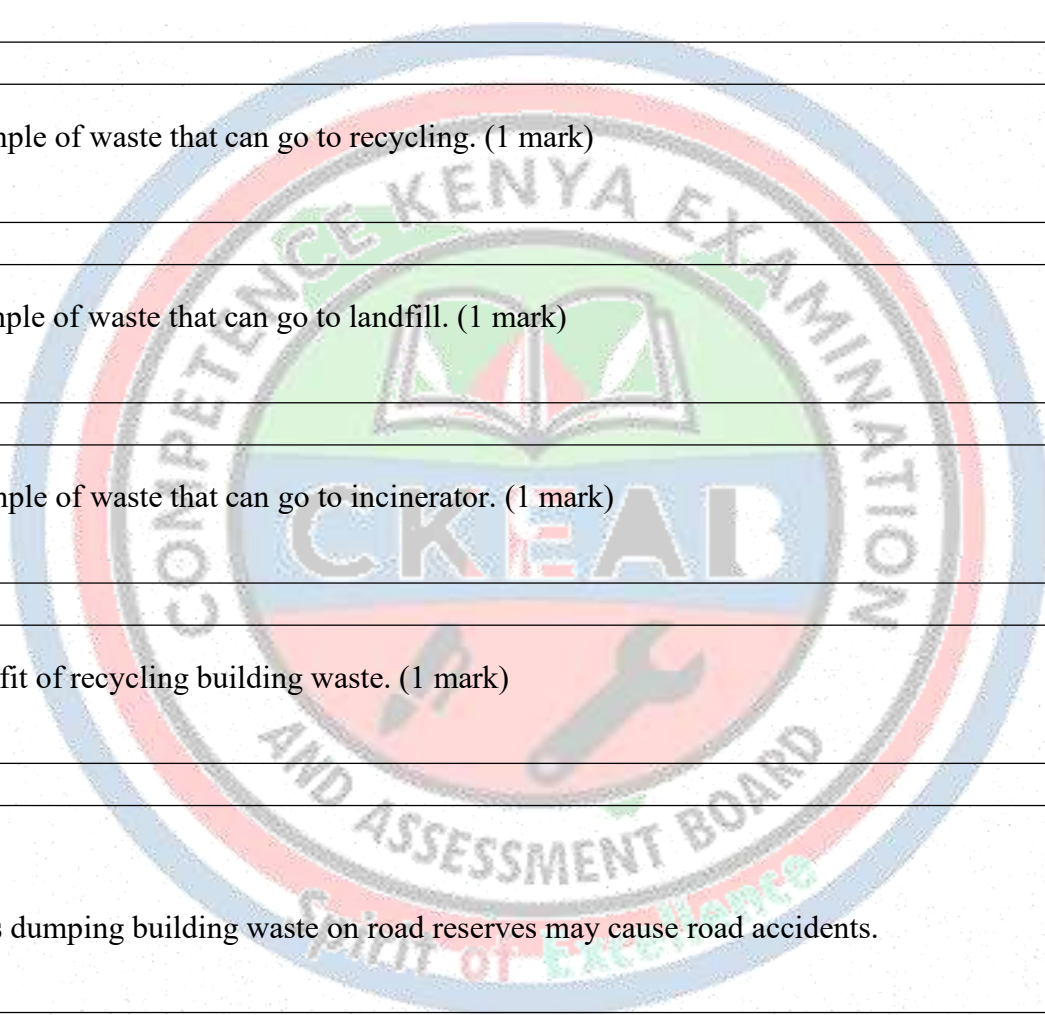 mple of waste that can go to recycling. (1 mark)
mple of waste that can go to landfill. (1 mark)
mple of waste that can go to incinerator. (1 mark)
fit of recycling building waste. (1 mark)
s dumping building waste on road reserves may cause road accidents.
COMPETENCE KENYA EXAMINATION
CKEAB
AND ASSESSMENT BOARD
Spirit of Excellence